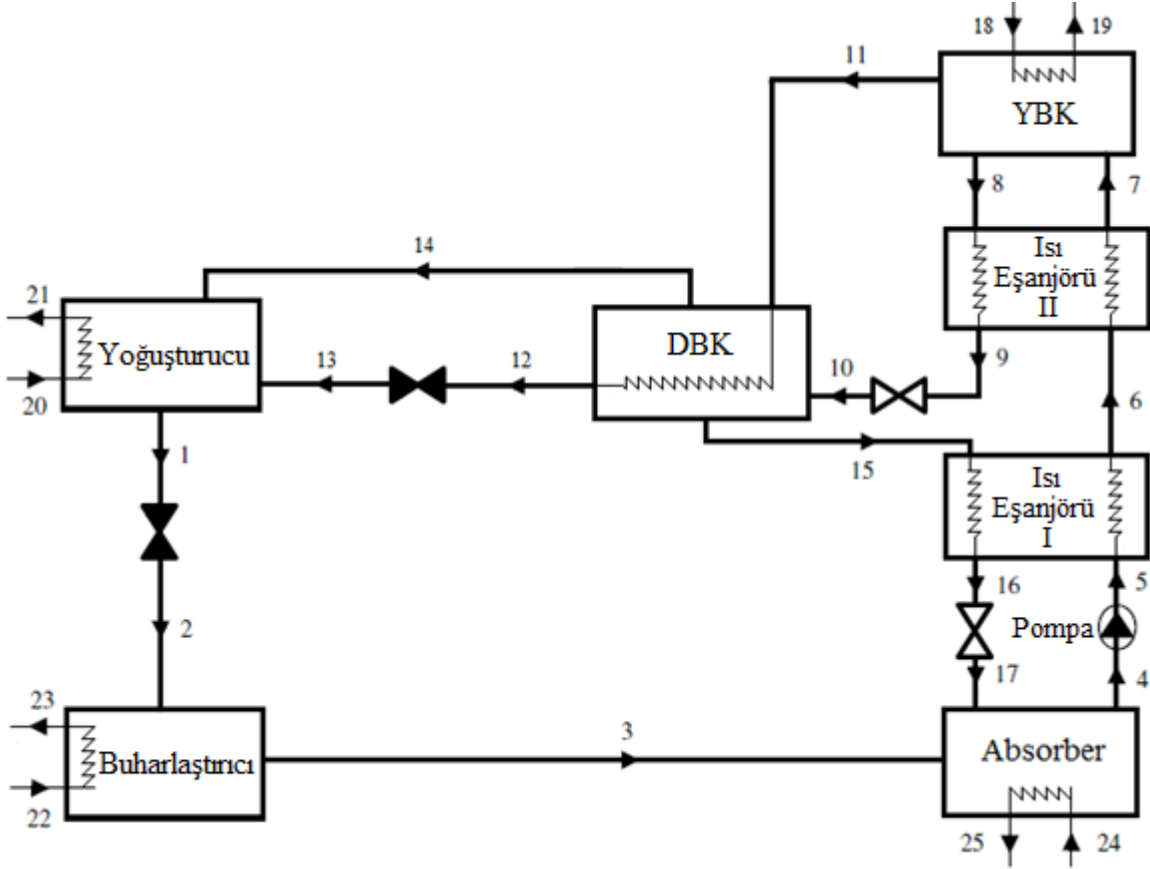 18
19
11
YBK
8
7
14
Isı
Eşanjörü
II
21
Yoğuşturucu
DBK
13
12
10
9
20
6
1
15
Isı
Eşanjörü
I
16
5
Pompa
2
17
4
23
3
Buharlaştırıcı
Absorber
22
25
24